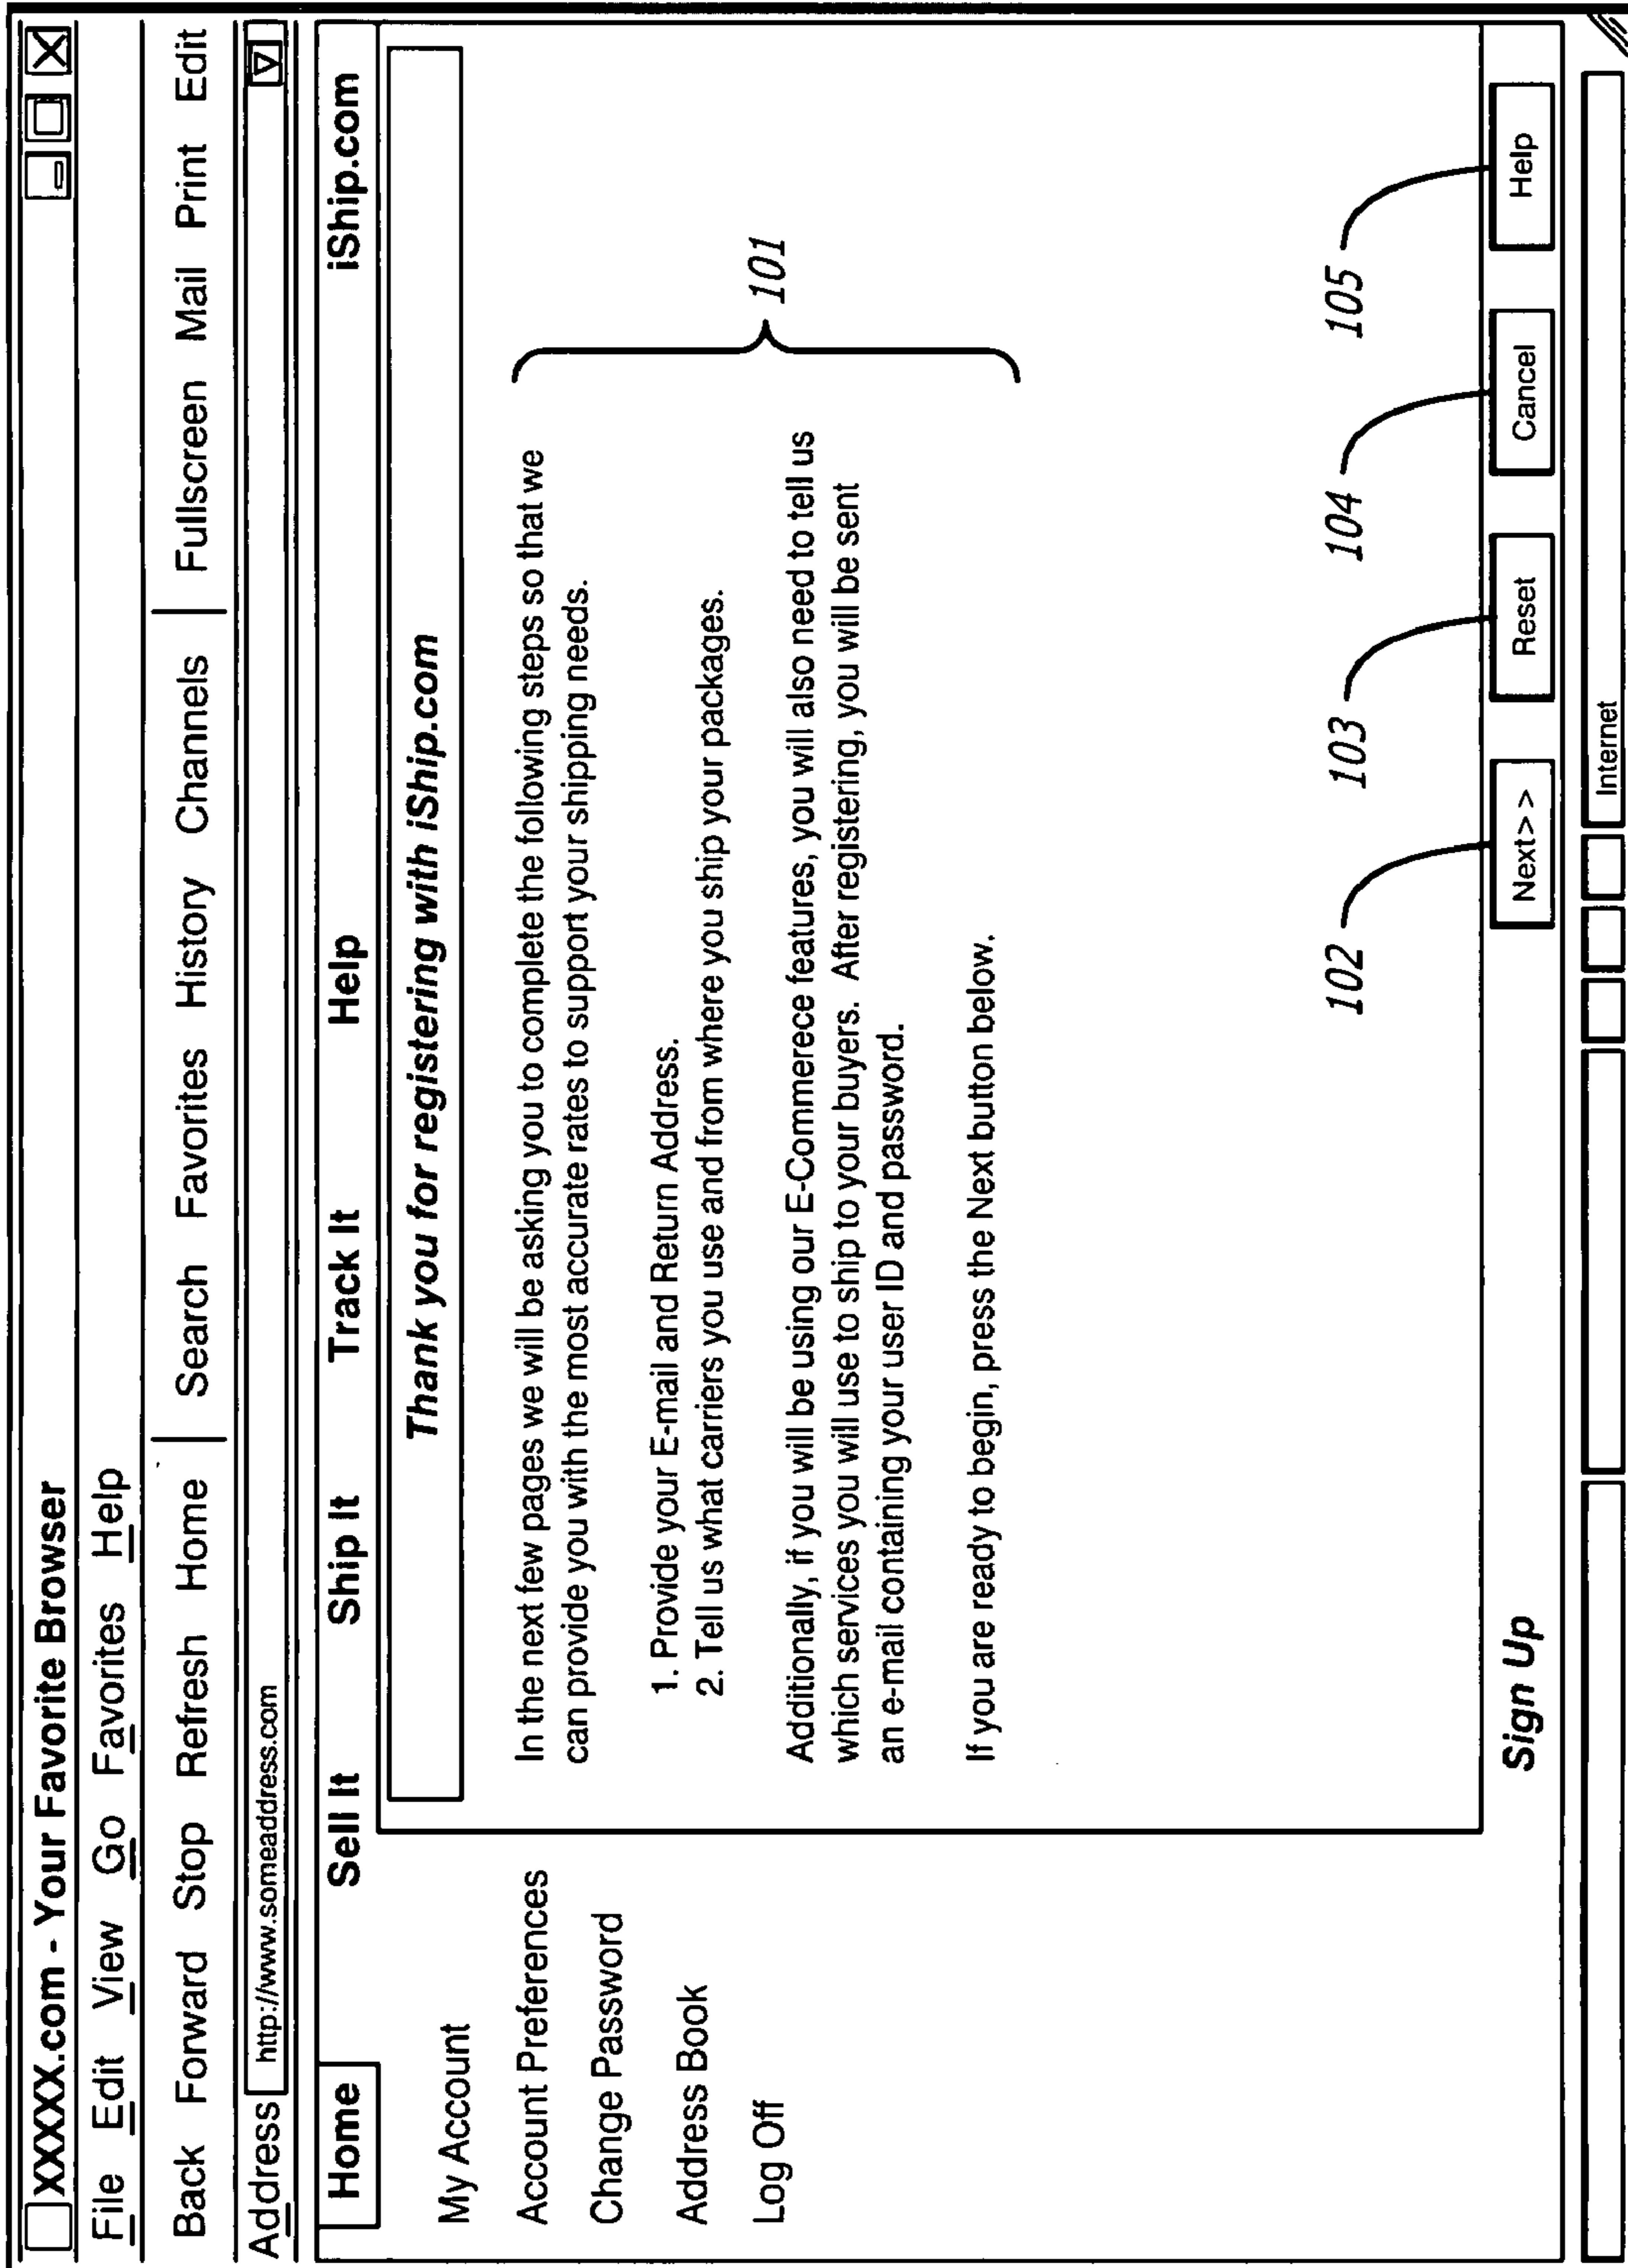 XXXXX.com - Your Favorite Browser
File Edit View Go Favorites Help
Back Forward Stop Refresh Home Search Favorites History Channels Fullscreen Mail Print Edit
Address http://www.someaddress.com
Home Sell It Ship It Track It Help iShip.com
Thank you for registering with iShip.com
My Account
Account Preferences
Change Password
Address Book
Log Off
In the next few pages we will be asking you to complete the following steps so that we
can provide you with the most accurate rates to support your shipping needs.
1. Provide your E-mail and Return Address.
2. Tell us what carriers you use and from where you ship your packages.
Additionally, if you will be using our E-Commerece features, you will also need to tell us
which services you will use to ship to your buyers. After registering, you will be sent
an e-mail containing your user ID and password.
If you are ready to begin, press the Next button below.
101
102 103 104 105
Sign Up Next>> Reset Cancel Help
Internet